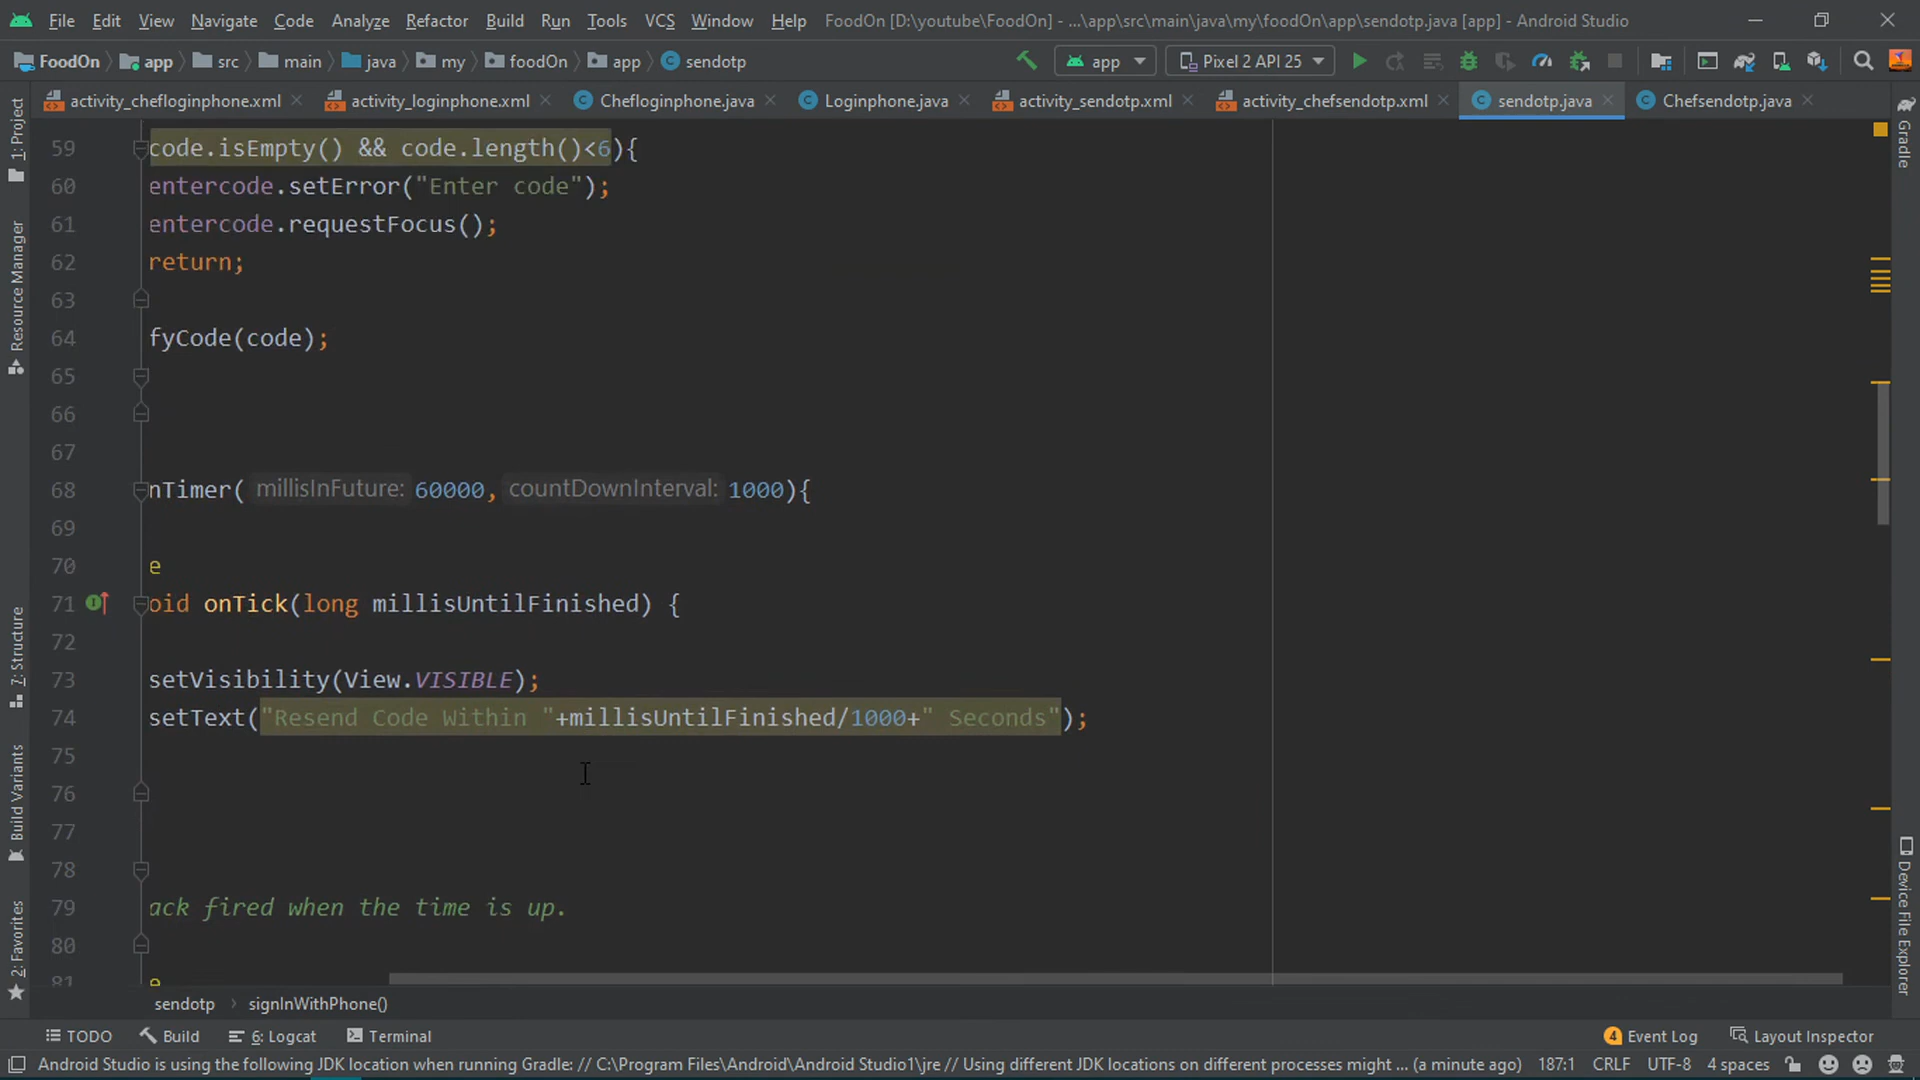 File Edit View Navigate Code Analyze Refactor Build Run Tools VCS Window Help FoodOn [D:\youtube\FoodOn] - ...\app\src\main\java\my\foodOn\app\sendotp.java [app] - Android Studio
FoodOn app src main java my foodOn app sendotp app Pixel 2 API 25
activity_chefloginphone.xml activity_loginphone.xml Chefloginphone.java Loginphone.java activity_sendotp.xml activity_chefsendotp.xml sendotp.java Chefsendotp.java
1: Project
Resource Manager
7: Structure
Build Variants
2: Favorites
59 code.isEmpty() && code.length()<6){
60 entercode.setError("Enter code");
61 entercode.requestFocus();
62 return;
63
64 fyCode(code);
65
66
67
68 nTimer( millisInFuture: 60000, countDownInterval: 1000){
69
70 e
71 oid onTick(long millisUntilFinished) {
72
73 setVisibility(View.VISIBLE);
74 setText("Resend Code Within "+millisUntilFinished/1000+" Seconds");
75
76
77
78
79 ack fired when the time is up.
80
81 e
Gradle
Device File Explorer
sendotp signInWithPhone()
TODO Build 6: Logcat Terminal 4 Event Log Layout Inspector
Android Studio is using the following JDK location when running Gradle: // C:\Program Files\Android\Android Studio1\jre // Using different JDK locations on different processes might ... (a minute ago) 187:1 CRLF UTF-8 4 spaces